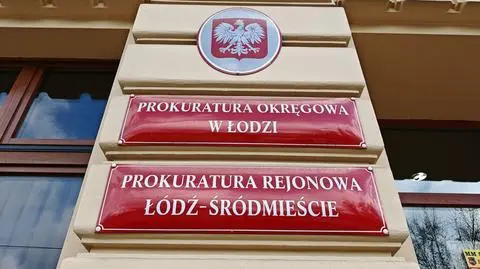 PROKURATURA OKRĘGOWA
W ŁODZI
PROKURATURA REJONOWA
ŁÓDŹ-ŚRÓDMIEŚCIE